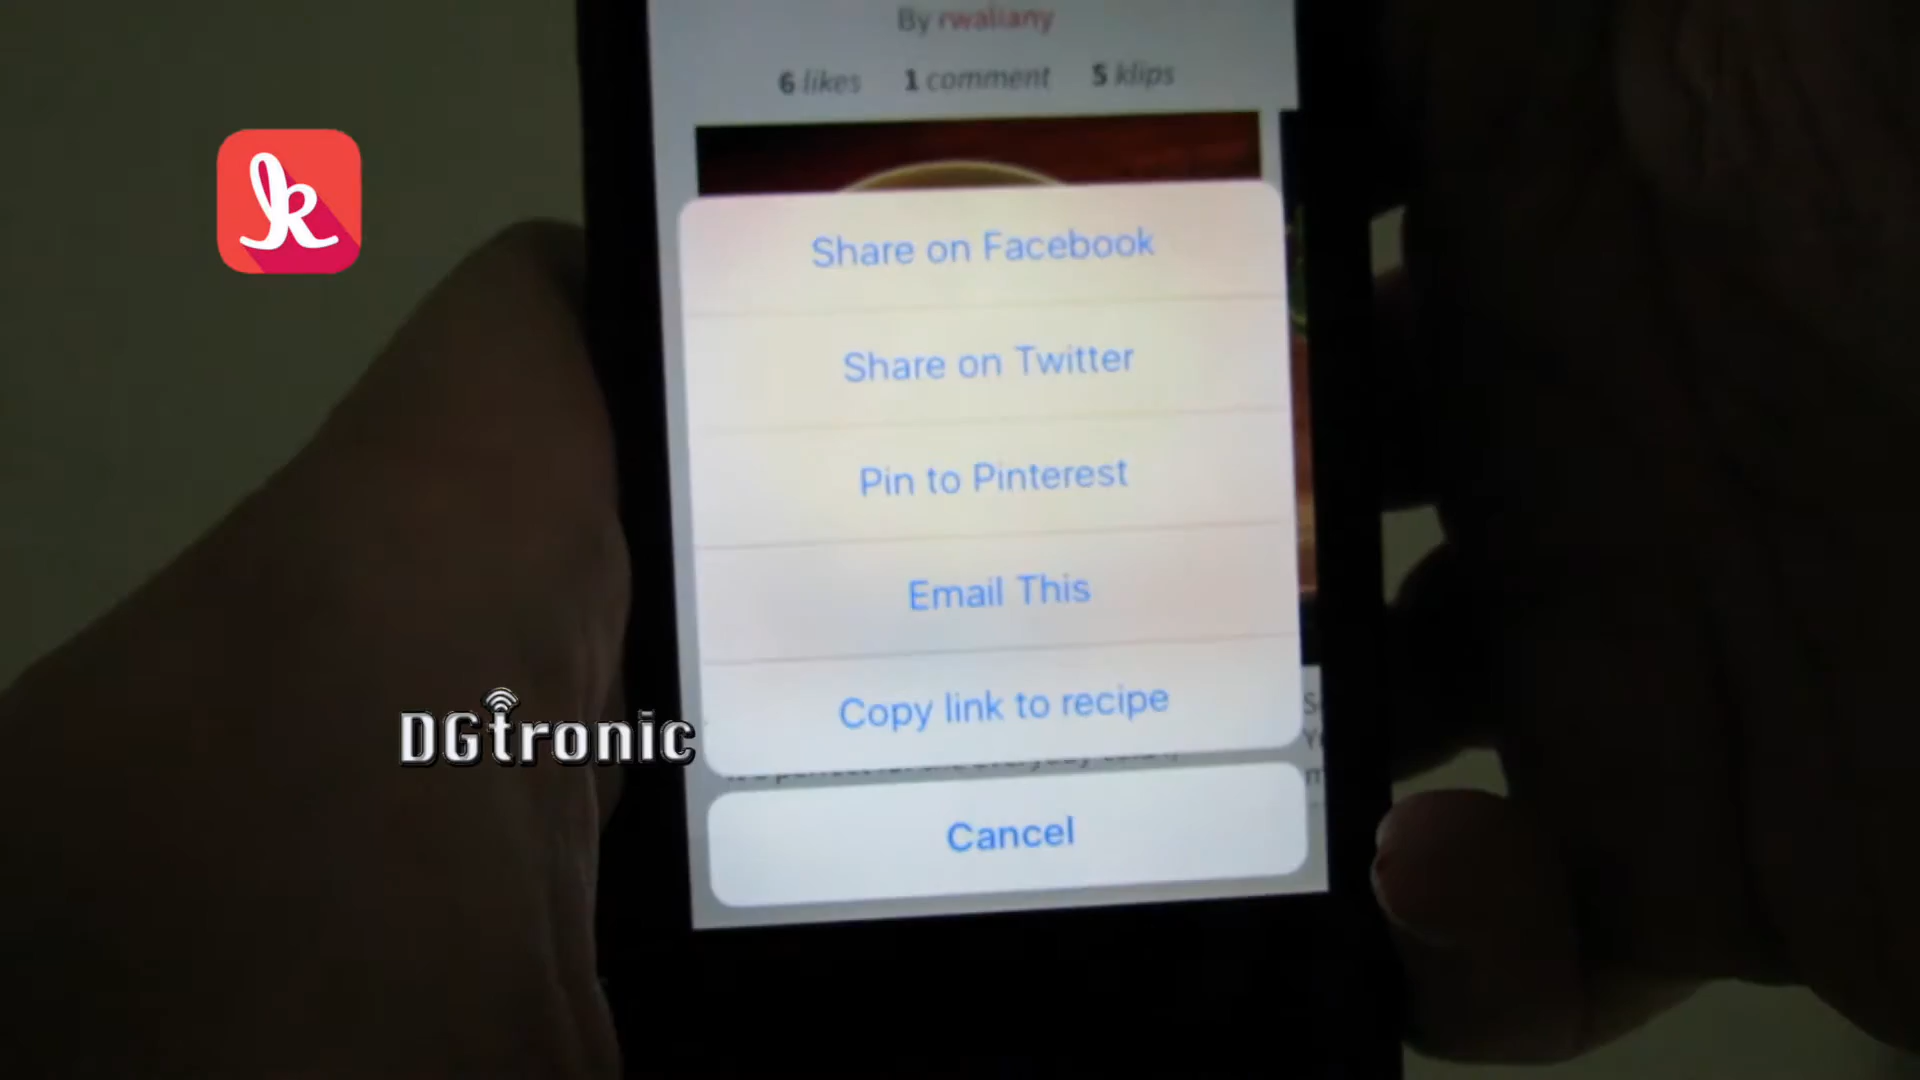 By rwaliany
6 likes 1 comment 5 klips
k
Share on Facebook
Share on Twitter
Pin to Pinterest
Email This
Copy link to recipe
DGtronic
Cancel